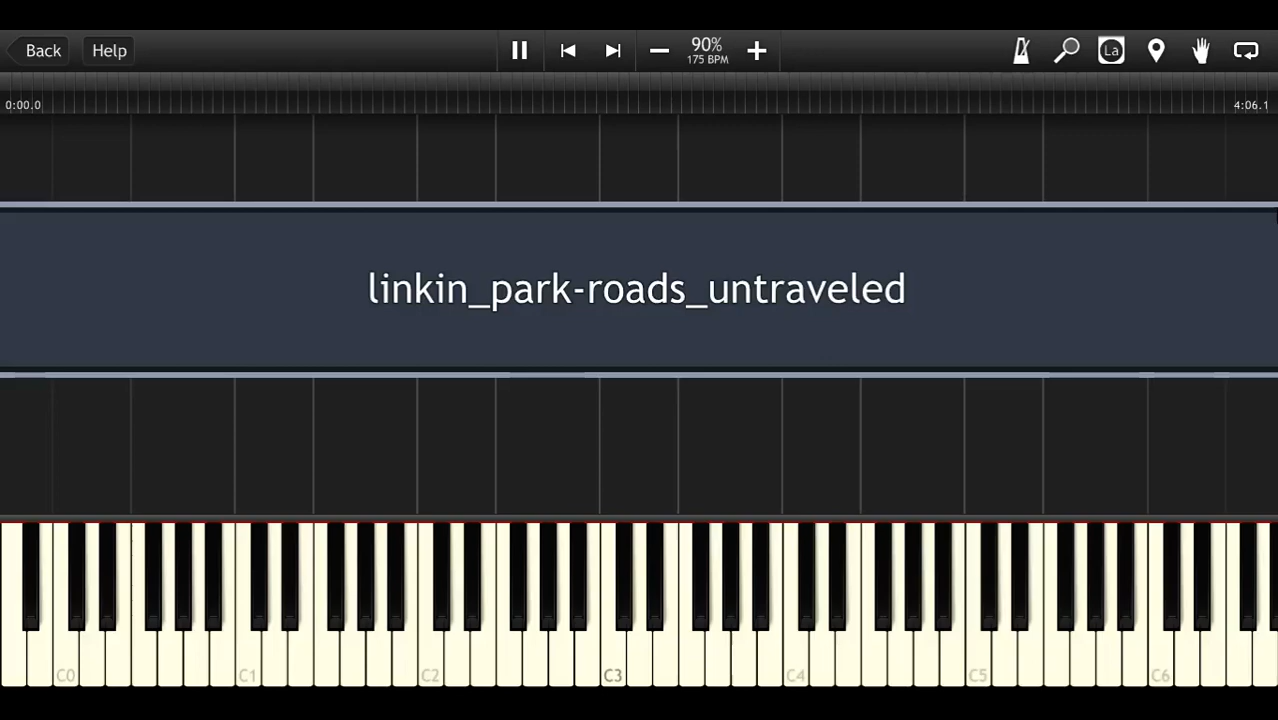 Back Help 90% La
175 BPM
0:00.0 4:06.1
linkin_park-roads_untraveled
C0 C1 C2 C3 C4 C5 C6